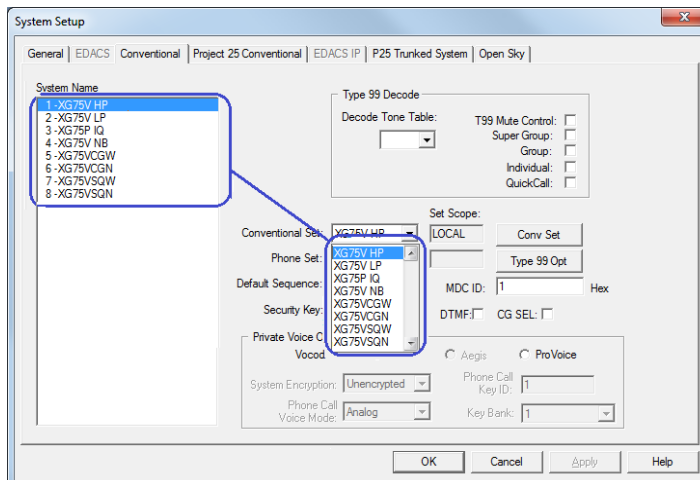 System Setup
General EDACS Conventional Project 25 Conventional EDACS IP P25 Trunked System Open Sky
System Name
1 -XG75V HP
2 -XG75V LP
3 -XG75P IQ
4 -XG75V NB
5 -XG75VCGW
6 -XG75VCGN
7 -XG75VSQW
8 -XG75VSQN
Type 99 Decode
Decode Tone Table:
T99 Mute Control:
Super Group:
Group:
Individual:
QuickCall:
Set Scope:
Conventional Set: XG75V HP LOCAL Conv Set
XG75V HP
XG75V LP
XG75P IQ
XG75V NB
XG75VCGW
XG75VCGN
XG75VSQW
XG75VSQN
Phone Set: Type 99 Opt
Default Sequence: MDC ID: 1 Hex
Security Key: DTMF: CG SEL:
Private Voice C
Vocod Aegis ProVoice
System Encryption: Unencrypted Phone Call Key ID: 1
Phone Call Voice Mode: Analog Key Bank: 1
OK Cancel Apply Help